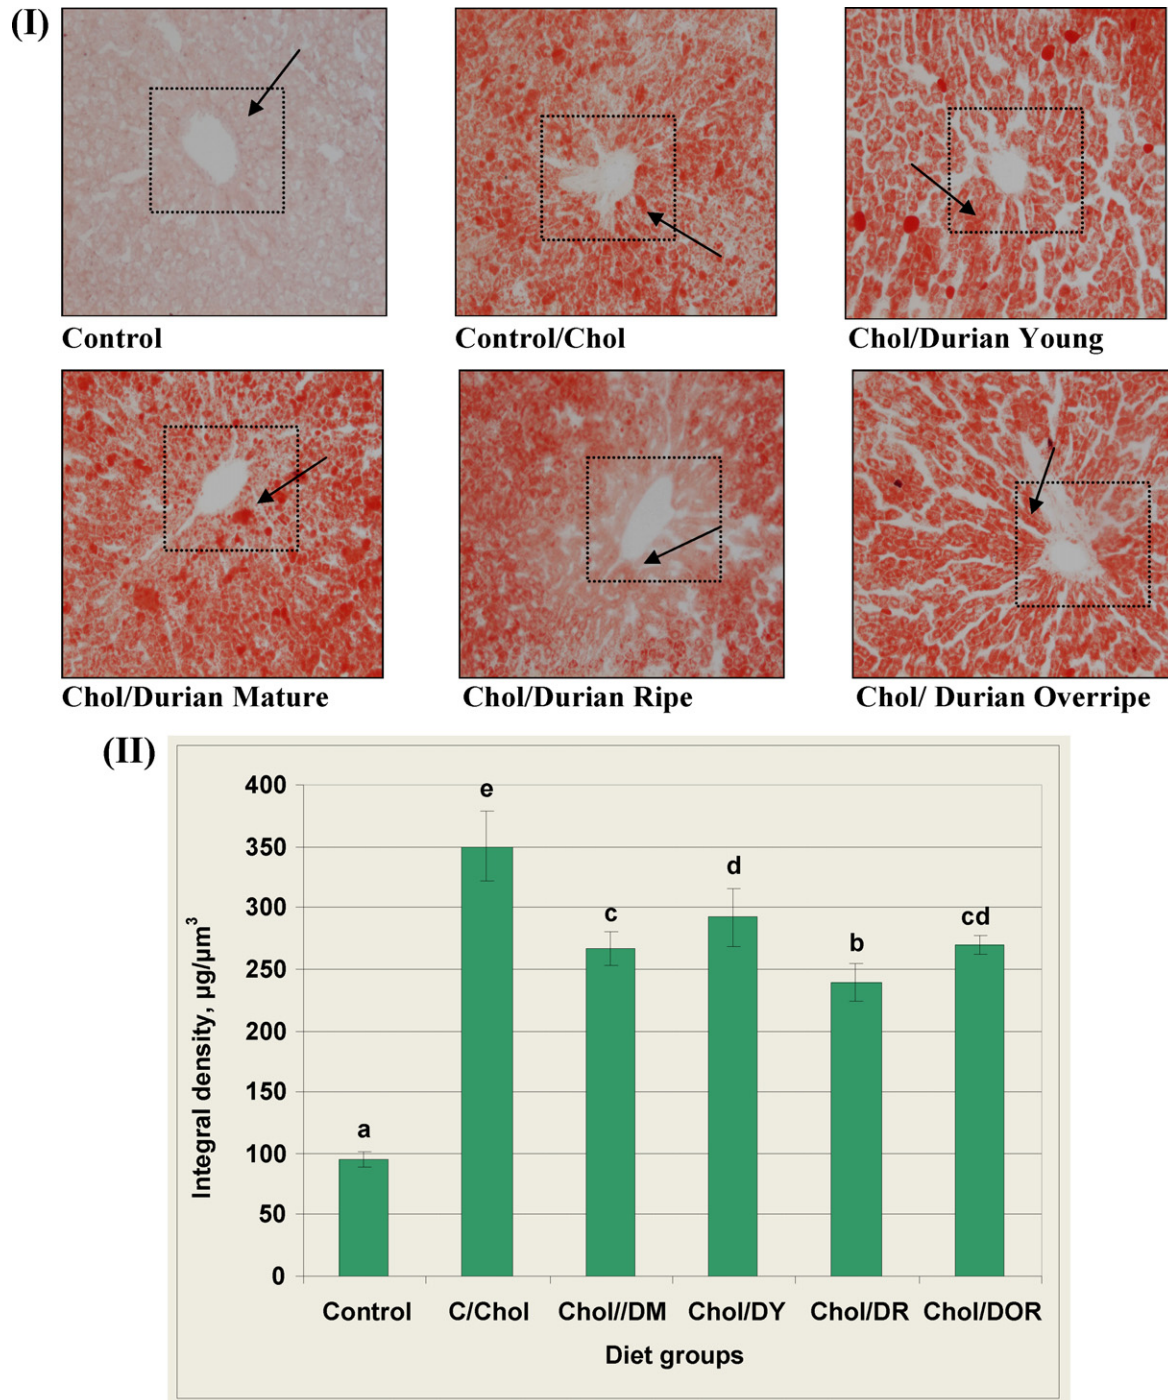 (I)
Control
Control/Chol
Chol/Durian Young
Chol/Durian Mature
Chol/Durian Ripe
Chol/ Durian Overripe
(II)
Integral density, µg/µm³
400
350
300
250
200
150
100
50
0
a
e
c
d
b
cd
Control
C/Chol
Chol//DM
Chol/DY
Chol/DR
Chol/DOR
Diet groups